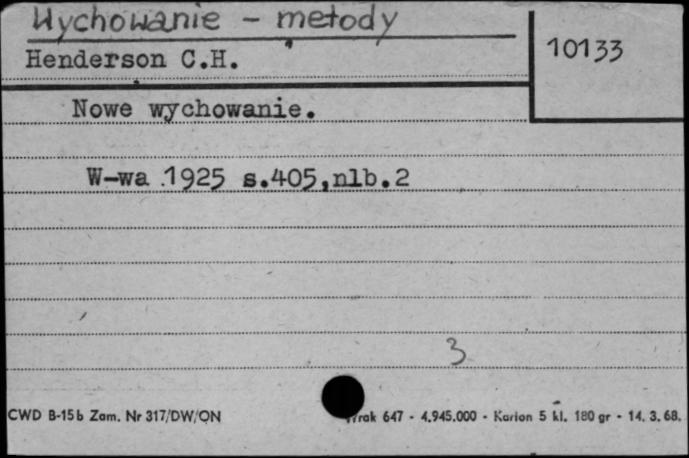 Wychowanie - metody
Henderson C.H.
10133
Nowe wychowanie.
W-wa 1925 s.405,nlb.2
3
CWD B-15b Zam. Nr 317/DW/ON
647 - 4.945.000 - Karton 5 kl. 180 gr - 14. 3. 68.